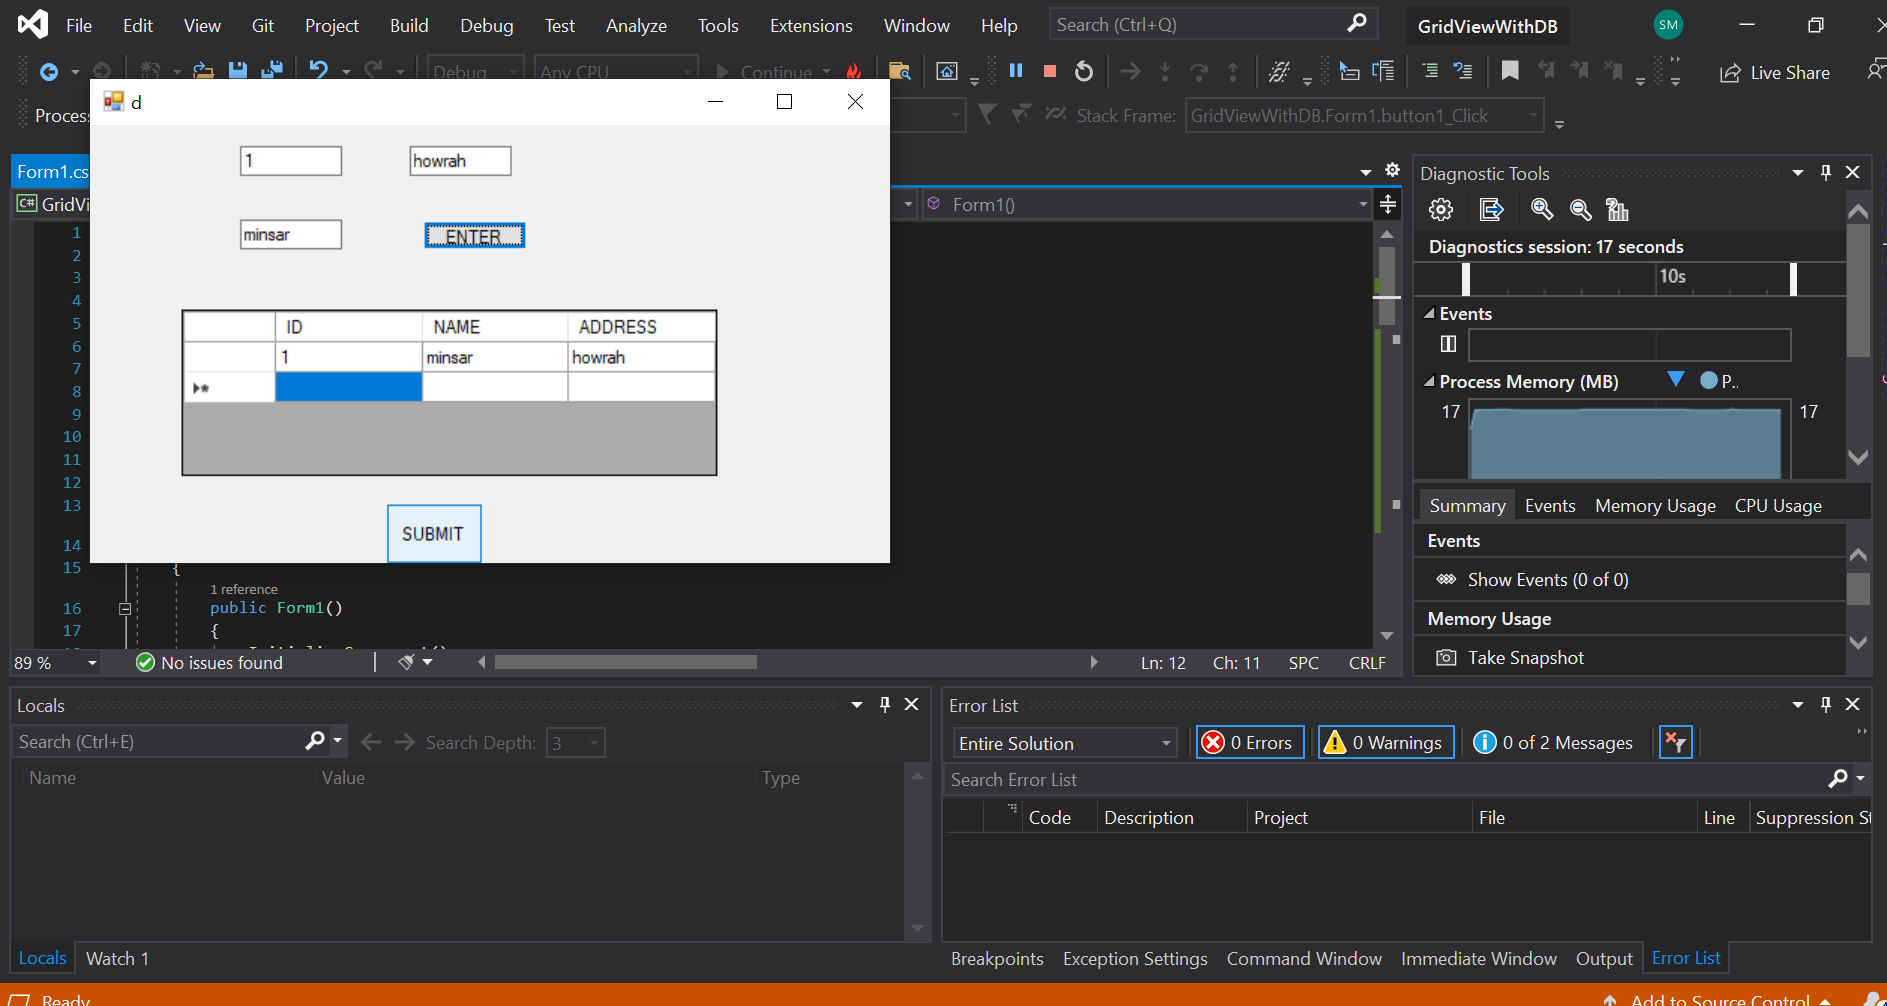 File Edit View Git Project Build Debug Test Analyze Tools Extensions Window Help Search (Ctrl+Q) GridViewWithDB SM
Debug Any CPU Continue Live Share
Process Stack Frame: GridViewWithDB.Form1.button1_Click
d
1 howrah
minsar ENTER
ID NAME ADDRESS
1 minsar howrah
SUBMIT
Form1.cs
C# GridVi Form1()
1
2
3
4
5
6
7
8
9
10
11
12
13
14
15 {
1 reference
16 public Form1()
17 {
89 % No issues found Ln: 12 Ch: 11 SPC CRLF
Diagnostic Tools
Diagnostics session: 17 seconds
10s
Events
Process Memory (MB) P..
17 17
Summary Events Memory Usage CPU Usage
Events
Show Events (0 of 0)
Memory Usage
Take Snapshot
Locals
Search (Ctrl+E) Search Depth: 3
Name Value Type
Locals Watch 1
Error List
Entire Solution 0 Errors 0 Warnings 0 of 2 Messages
Search Error List
Code Description Project File Line Suppression St
Breakpoints Exception Settings Command Window Immediate Window Output Error List
Ready Add to Source Control